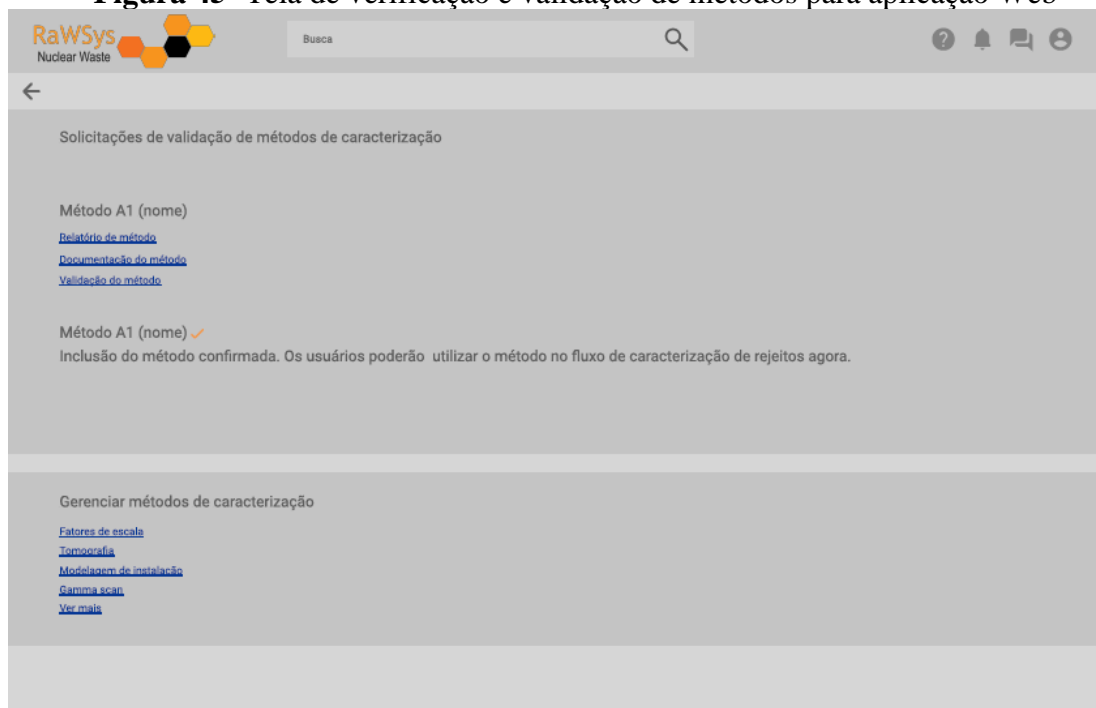 Figura 45- Tela de verificação e validação de métodos para aplicação Web
RaWSys
Nuclear Waste
Busca
Solicitações de validação de métodos de caracterização
Método A1 (nome)
Relatório de método
Documentação do método
Validação do método
Método A1 (nome)
Inclusão do método confirmada. Os usuários poderão utilizar o método no fluxo de caracterização de rejeitos agora.
Gerenciar métodos de caracterização
Fatores de escala
Tomografia
Modelagem de instalação
Gamma scan
Ver mais